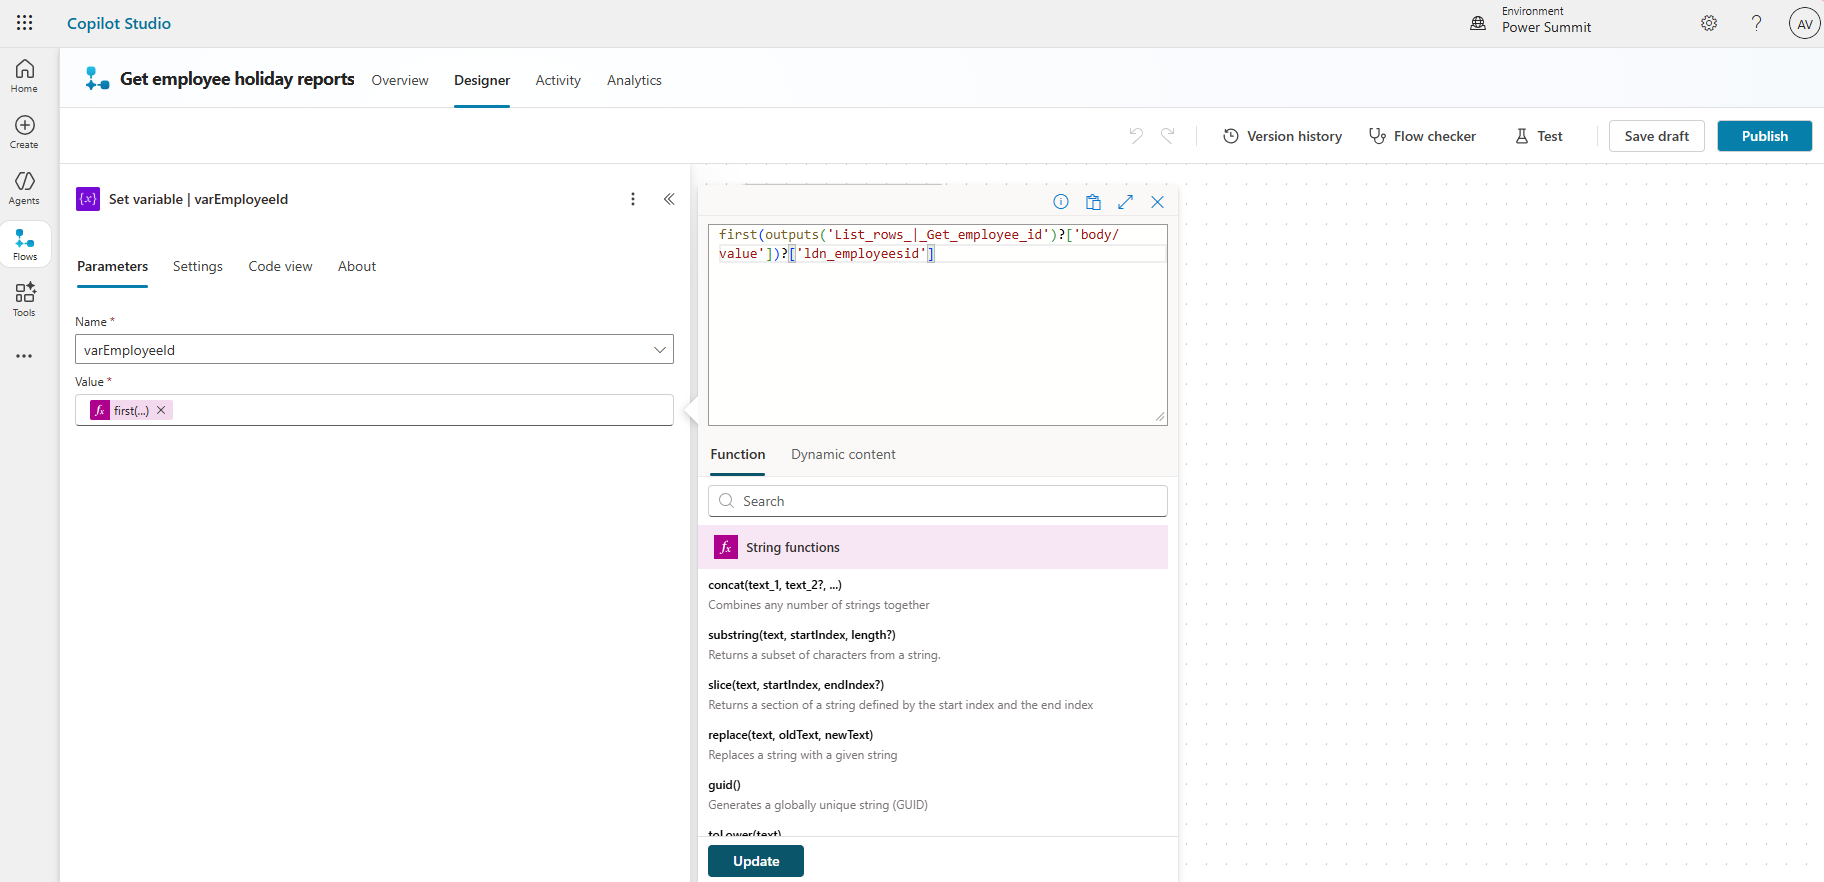 Copilot Studio
Environment
Power Summit
AV
Home
Create
Agents
Flows
Tools
Get employee holiday reports
Overview
Designer
Activity
Analytics
Version history
Flow checker
Test
Save draft
Publish
{x}
Set variable | varEmployeeId
Parameters
Settings
Code view
About
Name *
varEmployeeId
Value *
fx first(...)
first(outputs('List_rows_|_Get_employee_id')?['body/
value'])?['ldn_employeesid']
Function
Dynamic content
Search
fx String functions
concat(text_1, text_2?, ...)
Combines any number of strings together
substring(text, startIndex, length?)
Returns a subset of characters from a string.
slice(text, startIndex, endIndex?)
Returns a section of a string defined by the start index and the end index
replace(text, oldText, newText)
Replaces a string with a given string
guid()
Generates a globally unique string (GUID)
toLower(text)
Update